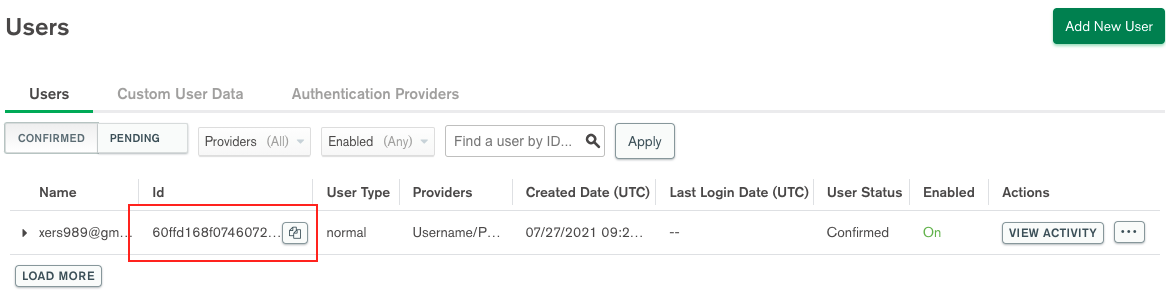 Users
Add New User
Users Custom User Data Authentication Providers
CONFIRMED PENDING Providers (All) Enabled (Any) Find a user by ID... Apply
Name Id User Type Providers Created Date (UTC) Last Login Date (UTC) User Status Enabled Actions
xers989@gm... 60ffd168f0746072... normal Username/P... 07/27/2021 09:2... -- Confirmed On VIEW ACTIVITY ...
LOAD MORE